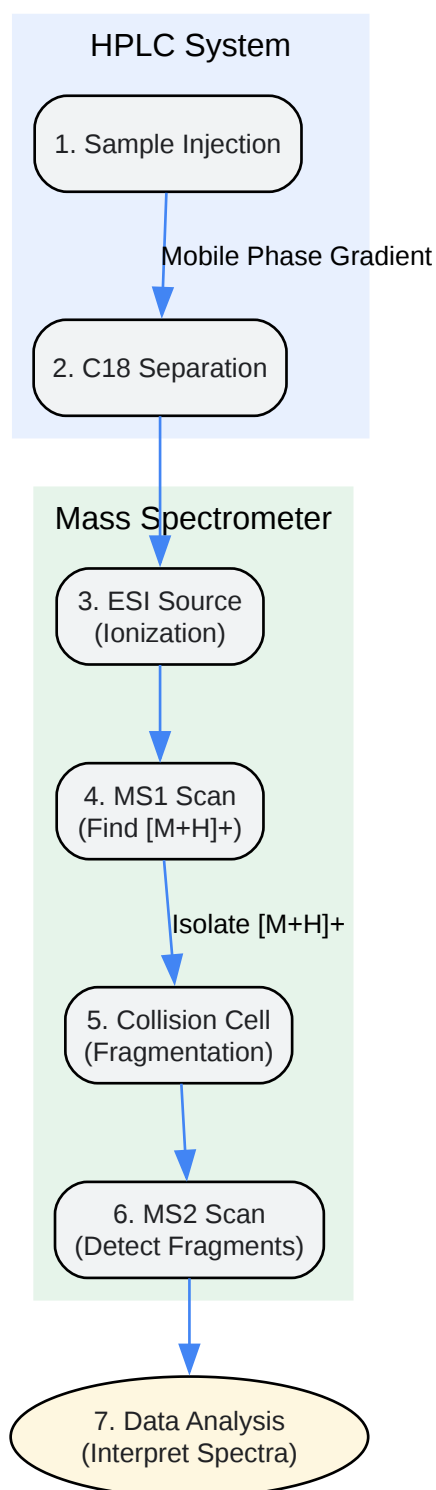 HPLC System
1. Sample Injection
Mobile Phase Gradient
2. C18 Separation
Mass Spectrometer
3. ESI Source
(Ionization)
4. MS1 Scan
(Find [M+H]+)
Isolate [M+H]+
5. Collision Cell
(Fragmentation)
6. MS2 Scan
(Detect Fragments)
7. Data Analysis
(Interpret Spectra)